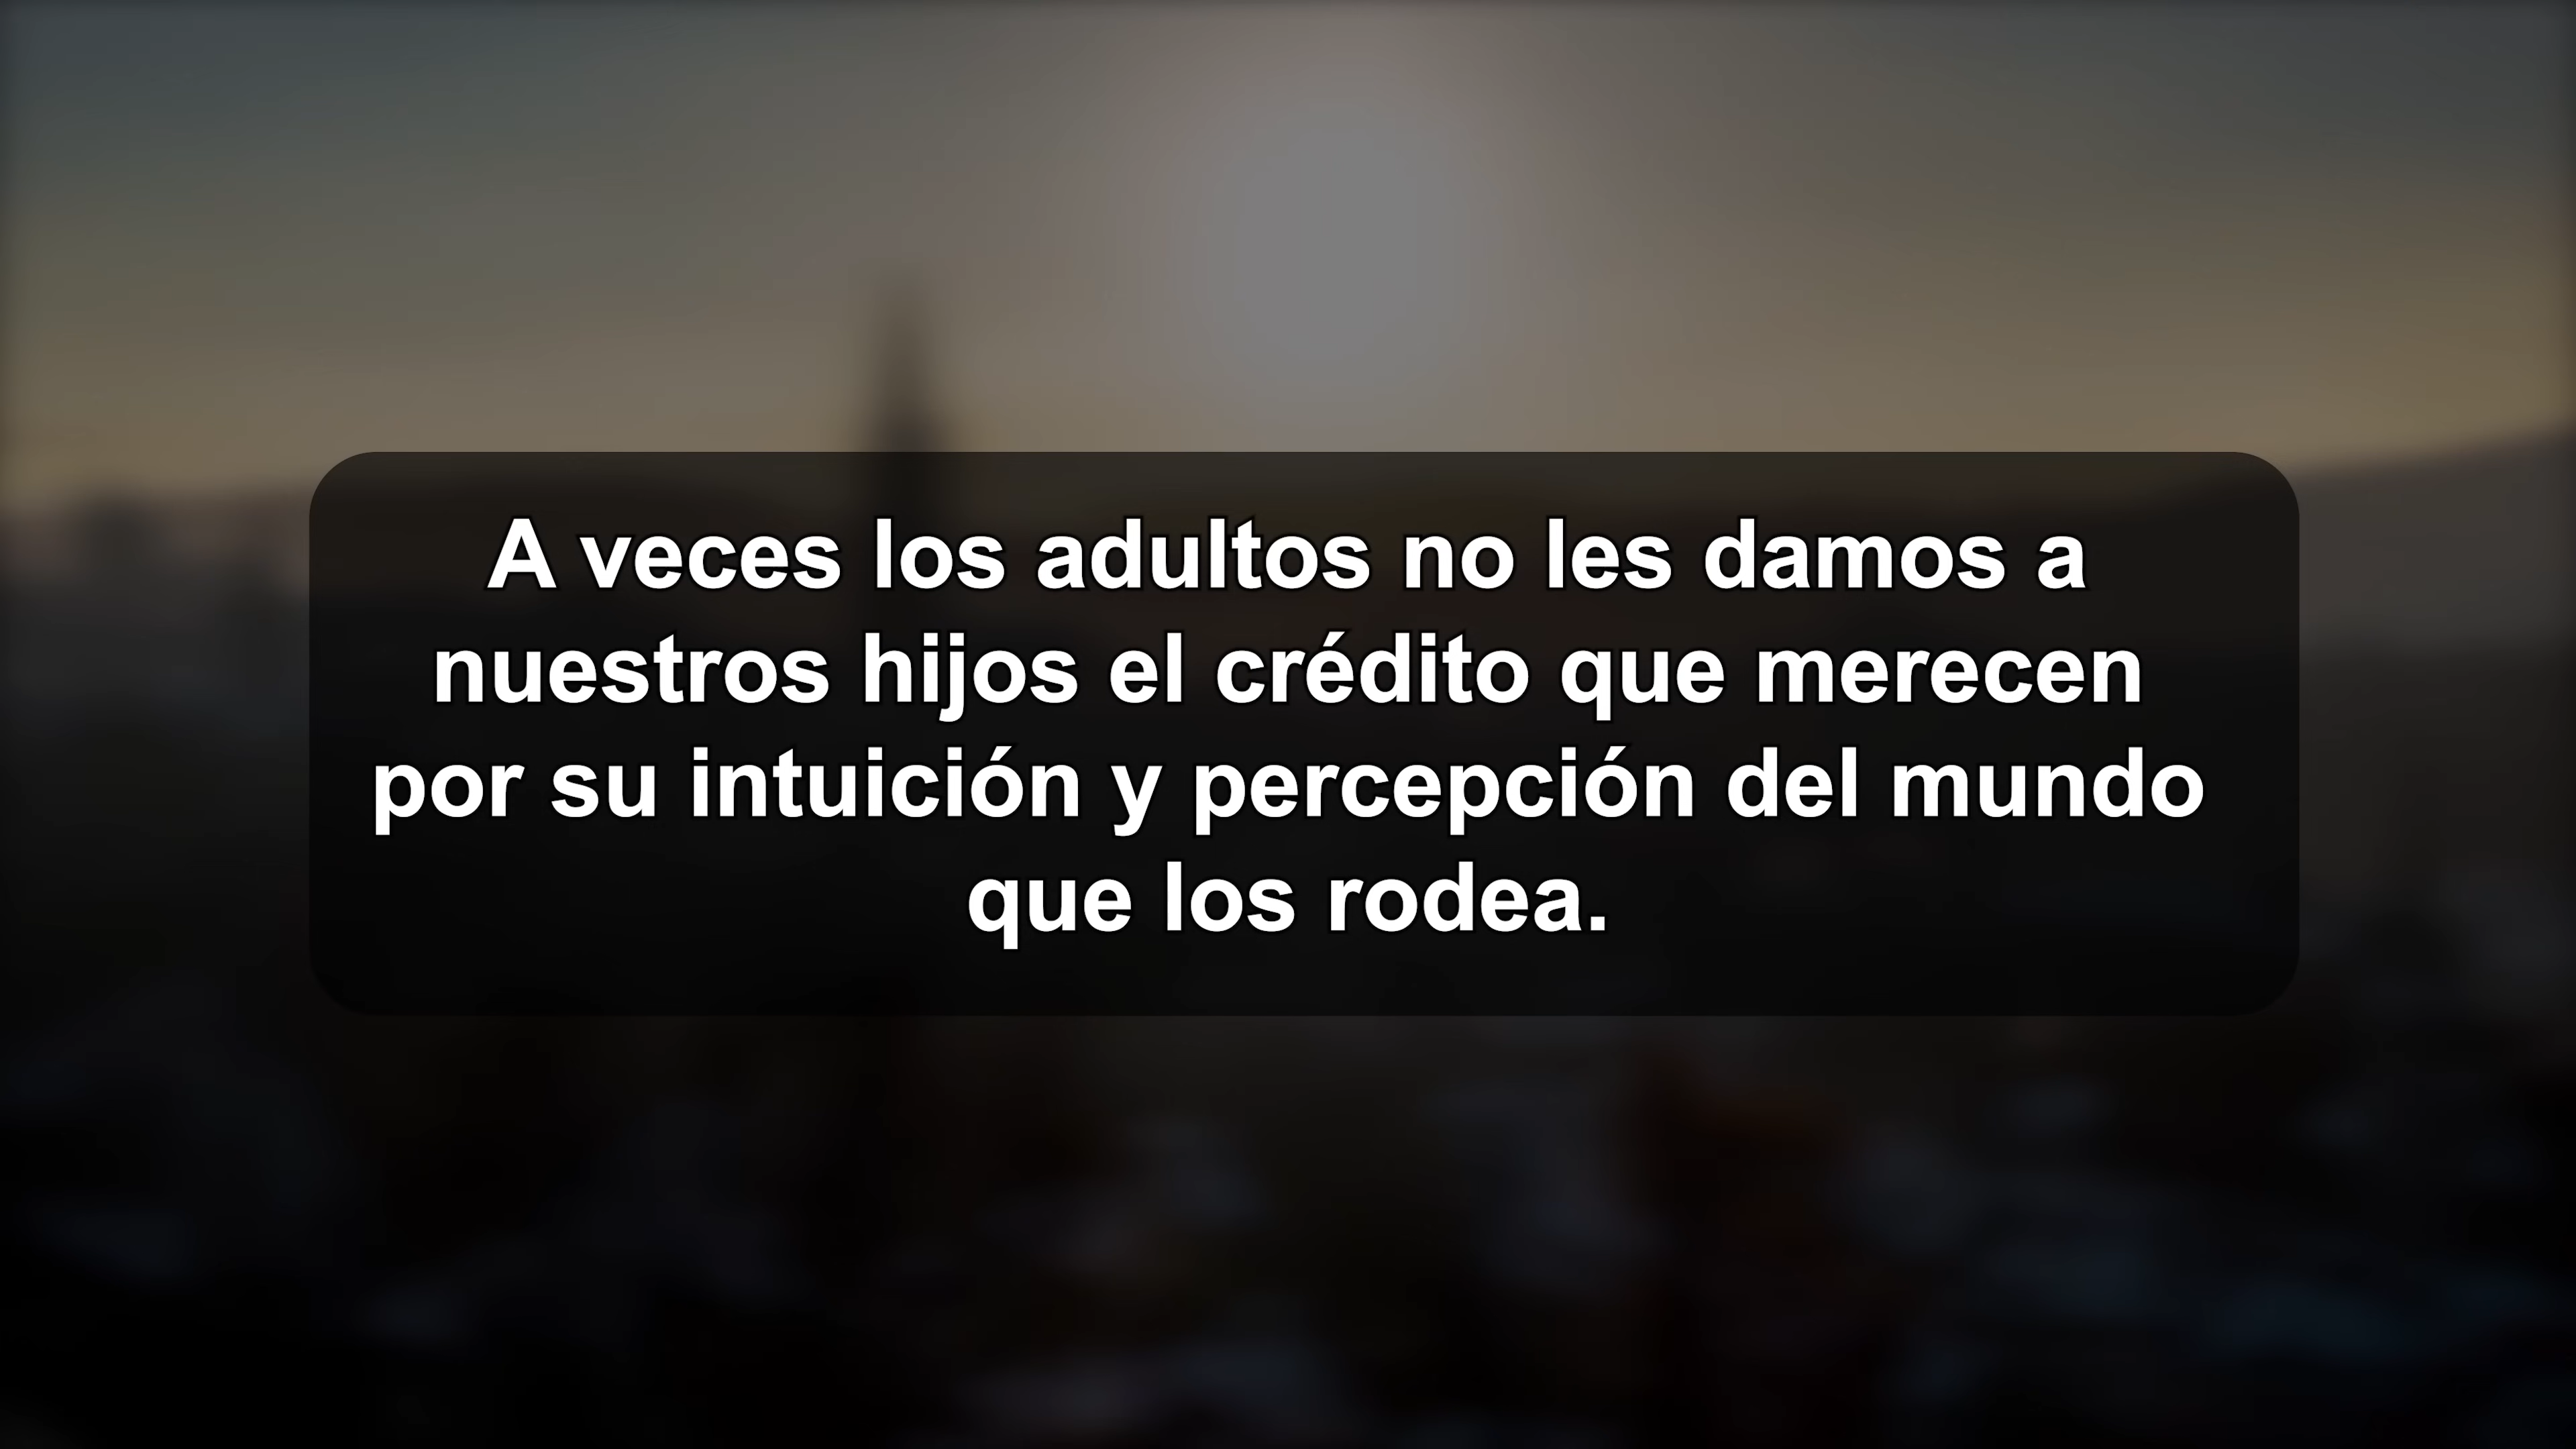 A veces los adultos no les damos a
nuestros hijos el crédito que merecen
por su intuición y percepción del mundo
que los rodea.